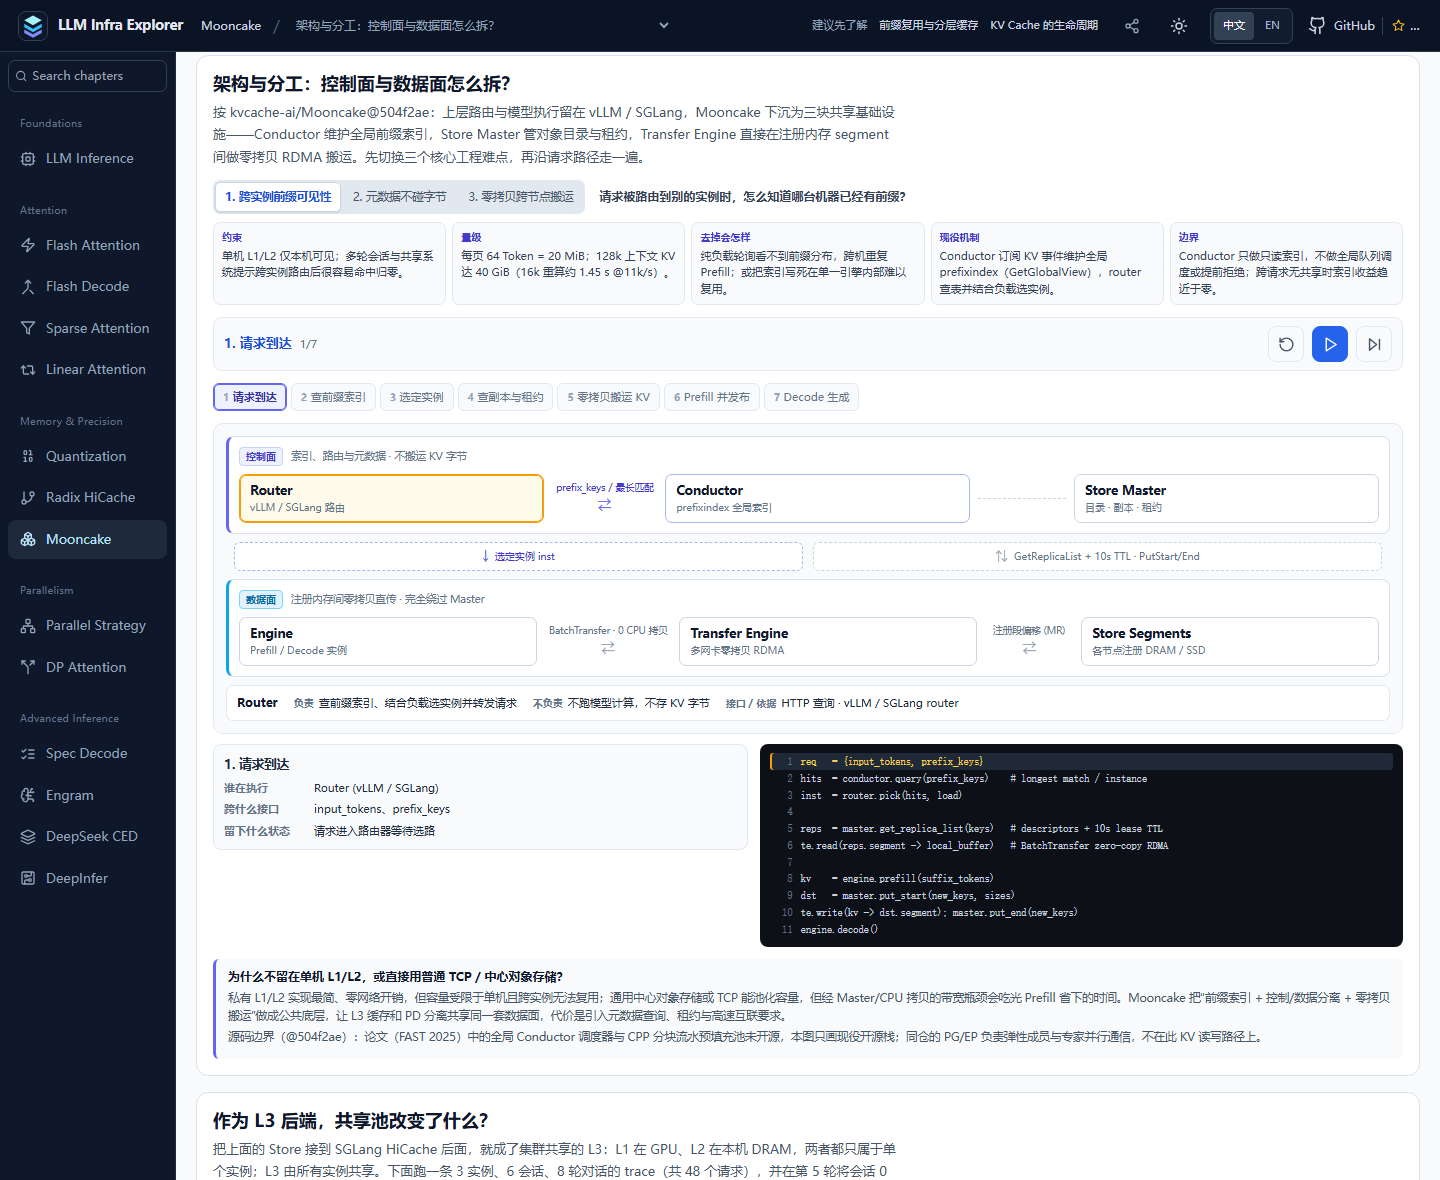 LLM Infra Explorer
Mooncake / 架构与分工：控制面与数据面怎么拆？
建议先了解 前缀复用与分层缓存 KV Cache 的生命周期
中文 EN
GitHub
...
Search chapters
Foundations
LLM Inference
Attention
Flash Attention
Flash Decode
Sparse Attention
Linear Attention
Memory & Precision
Quantization
Radix HiCache
Mooncake
Parallelism
Parallel Strategy
DP Attention
Advanced Inference
Spec Decode
Engram
DeepSeek CED
DeepInfer
架构与分工：控制面与数据面怎么拆？
按 kvcache-ai/Mooncake@504f2ae：上层路由与模型执行留在 vLLM / SGLang，Mooncake 下沉为三块共享基础设
施——Conductor 维护全局前缀索引，Store Master 管对象目录与租约，Transfer Engine 直接在注册内存 segment
间做零拷贝 RDMA 搬运。先切换三个核心工程难点，再沿请求路径走一遍。
1. 跨实例前缀可见性 2. 元数据不碰字节 3. 零拷贝跨节点搬运 请求被路由到别的实例时，怎么知道哪台机器已经有前缀？
约束
单机 L1/L2 仅本机可见；多轮会话与共享系
统提示跨实例路由后很容易命中归零。
量级
每页 64 Token = 20 MiB；128k 上下文 KV
达 40 GiB（16k 重算约 1.45 s @11k/s）。
去掉会怎样
纯负载轮询看不到前缀分布，跨机重复
Prefill；或把索引写死在单一引擎内部难以
复用。
现役机制
Conductor 订阅 KV 事件维护全局
prefixindex（GetGlobalView），router
查表并结合负载选实例。
边界
Conductor 只做只读索引，不做全局队列调
度或提前拒绝；跨请求无共享时索引收益趋
近于零。
1. 请求到达 1/7
1 请求到达 2 查前缀索引 3 选定实例 4 查副本与租约 5 零拷贝搬运 KV 6 Prefill 并发布 7 Decode 生成
控制面 索引、路由与元数据 · 不搬运 KV 字节
Router
vLLM / SGLang 路由
prefix_keys / 最长匹配
Conductor
prefixindex 全局索引
Store Master
目录 · 副本 · 租约
↓ 选定实例 inst
GetReplicaList + 10s TTL · PutStart/End
数据面 注册内存间零拷贝直传 · 完全绕过 Master
Engine
Prefill / Decode 实例
BatchTransfer · 0 CPU 拷贝
Transfer Engine
多网卡零拷贝 RDMA
注册段偏移 (MR)
Store Segments
各节点注册 DRAM / SSD
Router 负责 查前缀索引、结合负载选实例并转发请求 不负责 不跑模型计算，不存 KV 字节 接口 / 依据 HTTP 查询 · vLLM / SGLang router
1. 请求到达
谁在执行 Router (vLLM / SGLang)
跨什么接口 input_tokens、prefix_keys
留下什么状态 请求进入路由器等待选路
1 req = {input_tokens, prefix_keys}
2 hits = conductor.query(prefix_keys) # longest match / instance
3 inst = router.pick(hits, load)
4
5 reps = master.get_replica_list(keys) # descriptors + 10s lease TTL
6 te.read(reps.segment -> local_buffer) # BatchTransfer zero-copy RDMA
7
8 kv = engine.prefill(suffix_tokens)
9 dst = master.put_start(new_keys, sizes)
10 te.write(kv -> dst.segment); master.put_end(new_keys)
11 engine.decode()
为什么不留在单机 L1/L2，或直接用普通 TCP / 中心对象存储？
私有 L1/L2 实现最简、零网络开销，但容量受限于单机且跨实例无法复用；通用中心对象存储或 TCP 能池化容量，但经 Master/CPU 拷贝的带宽瓶颈会吃光 Prefill 省下的时间。Mooncake 把“前缀索引 + 控制/数据分离 + 零拷贝
搬运”做成公共底层，让 L3 缓存和 PD 分离共享同一套数据面，代价是引入元数据查询、租约与高速互联要求。
源码边界（@504f2ae）：论文（FAST 2025）中的全局 Conductor 调度器与 CPP 分块流水预填充池未开源，本图只画现役开源栈；同仓的 PG/EP 负责弹性成员与专家并行通信，不在此 KV 读写路径上。
作为 L3 后端，共享池改变了什么？
把上面的 Store 接到 SGLang HiCache 后面，就成了集群共享的 L3：L1 在 GPU、L2 在本机 DRAM，两者都只属于单
个实例；L3 由所有实例共享。下面跑一条 3 实例、6 会话、8 轮对话的 trace（共 48 个请求），并在第 5 轮将会话 0